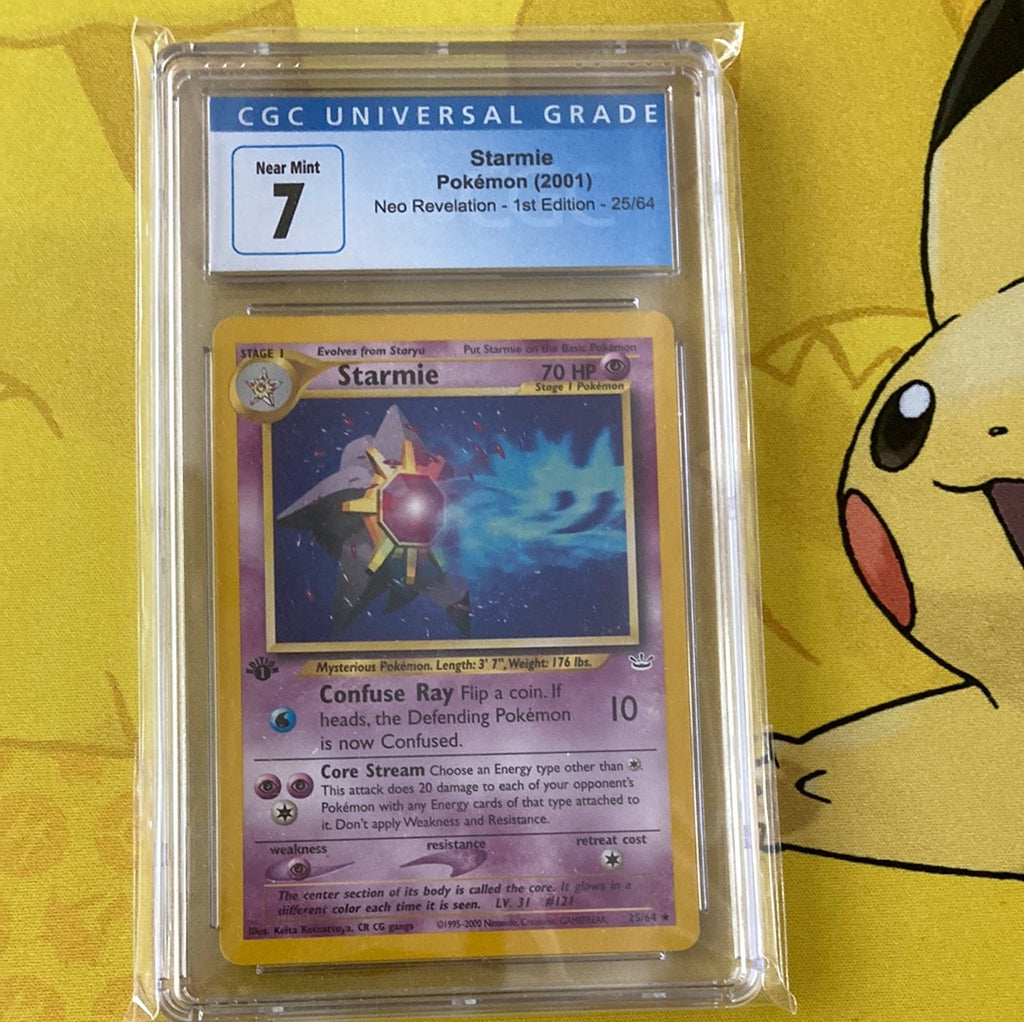 CGC UNIVERSAL GRADE
Near Mint
7
Starmie
Pokémon (2001)
Neo Revelation - 1st Edition - 25/64
STAGE 1
Evolves from Staryu
Put Starmie on the Basic Pokémon
Starmie
70 HP
Stage 1 Pokémon
EDITION
1
Mysterious Pokémon. Length: 3' 7", Weight: 176 lbs.
Confuse Ray Flip a coin. If
heads, the Defending Pokémon
is now Confused.
10
Core Stream Choose an Energy type other than
This attack does 20 damage to each of your opponent's
Pokémon with any Energy cards of that type attached to
it. Don't apply Weakness and Resistance.
weakness
resistance
retreat cost
The center section of its body is called the core. It glows in a
different color each time it is seen. LV. 31 #121
Illus. Keita Komatsuya, CR CG gangs
©1995-2000 Nintendo, Creatures, GAMEFREAK
25/64 ★